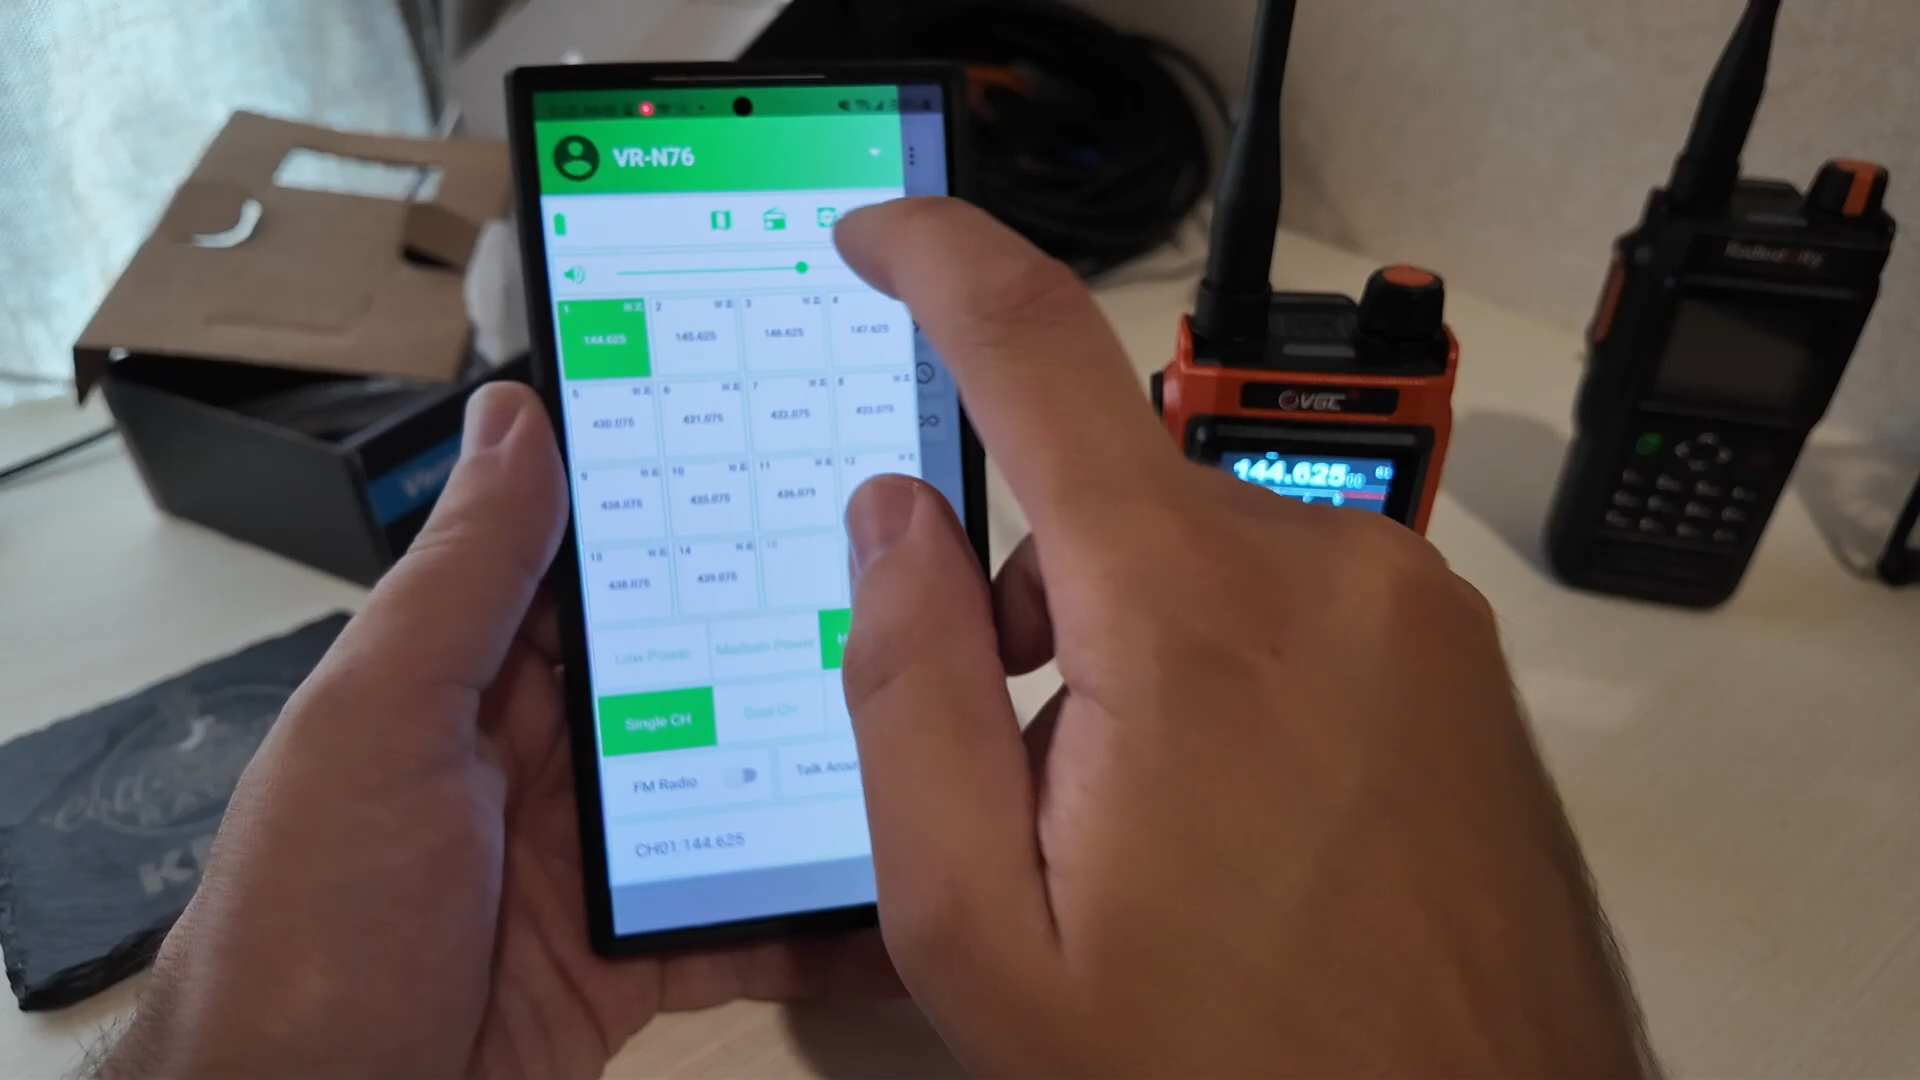 VR-N76
1
144.625
2
145.625
3
146.625
4
147.625
5
430.075
6
431.075
7
432.075
8
433.075
9
10
435.075
11
436.075
12
13
438.075
14
439.075
15
Low Power
Medium Power
Single CH
Dual CH
FM Radio
Talk Arou
CH01:144.625
VGC
144.625
Radioddity